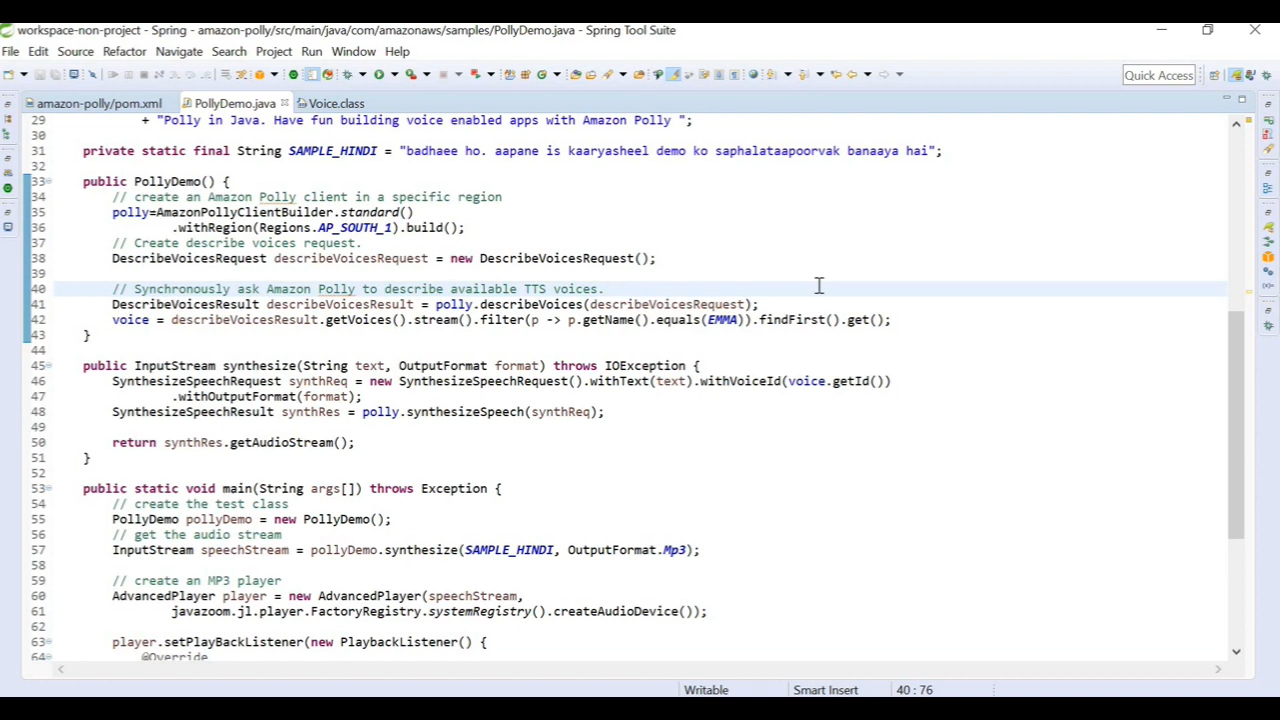 workspace-non-project - Spring - amazon-polly/src/main/java/com/amazonaws/samples/PollyDemo.java - Spring Tool Suite
File Edit Source Refactor Navigate Search Project Run Window Help
Quick Access
amazon-polly/pom.xml PollyDemo.java Voice.class
29 + "Polly in Java. Have fun building voice enabled apps with Amazon Polly ";
30
31 private static final String SAMPLE_HINDI = "badhaee ho. aapane is kaaryasheel demo ko saphalataapoorvak banaaya hai";
32
33 public PollyDemo() {
34 // create an Amazon Polly client in a specific region
35 polly=AmazonPollyClientBuilder.standard()
36 .withRegion(Regions.AP_SOUTH_1).build();
37 // Create describe voices request.
38 DescribeVoicesRequest describeVoicesRequest = new DescribeVoicesRequest();
39
40 // Synchronously ask Amazon Polly to describe available TTS voices.
41 DescribeVoicesResult describeVoicesResult = polly.describeVoices(describeVoicesRequest);
42 voice = describeVoicesResult.getVoices().stream().filter(p -> p.getName().equals(EMMA)).findFirst().get();
43 }
44
45 public InputStream synthesize(String text, OutputFormat format) throws IOException {
46 SynthesizeSpeechRequest synthReq = new SynthesizeSpeechRequest().withText(text).withVoiceId(voice.getId())
47 .withOutputFormat(format);
48 SynthesizeSpeechResult synthRes = polly.synthesizeSpeech(synthReq);
49
50 return synthRes.getAudioStream();
51 }
52
53 public static void main(String args[]) throws Exception {
54 // create the test class
55 PollyDemo pollyDemo = new PollyDemo();
56 // get the audio stream
57 InputStream speechStream = pollyDemo.synthesize(SAMPLE_HINDI, OutputFormat.Mp3);
58
59 // create an MP3 player
60 AdvancedPlayer player = new AdvancedPlayer(speechStream,
61 javazoom.jl.player.FactoryRegistry.systemRegistry().createAudioDevice());
62
63 player.setPlayBackListener(new PlaybackListener() {
64 @Override
Writable Smart Insert 40 : 76